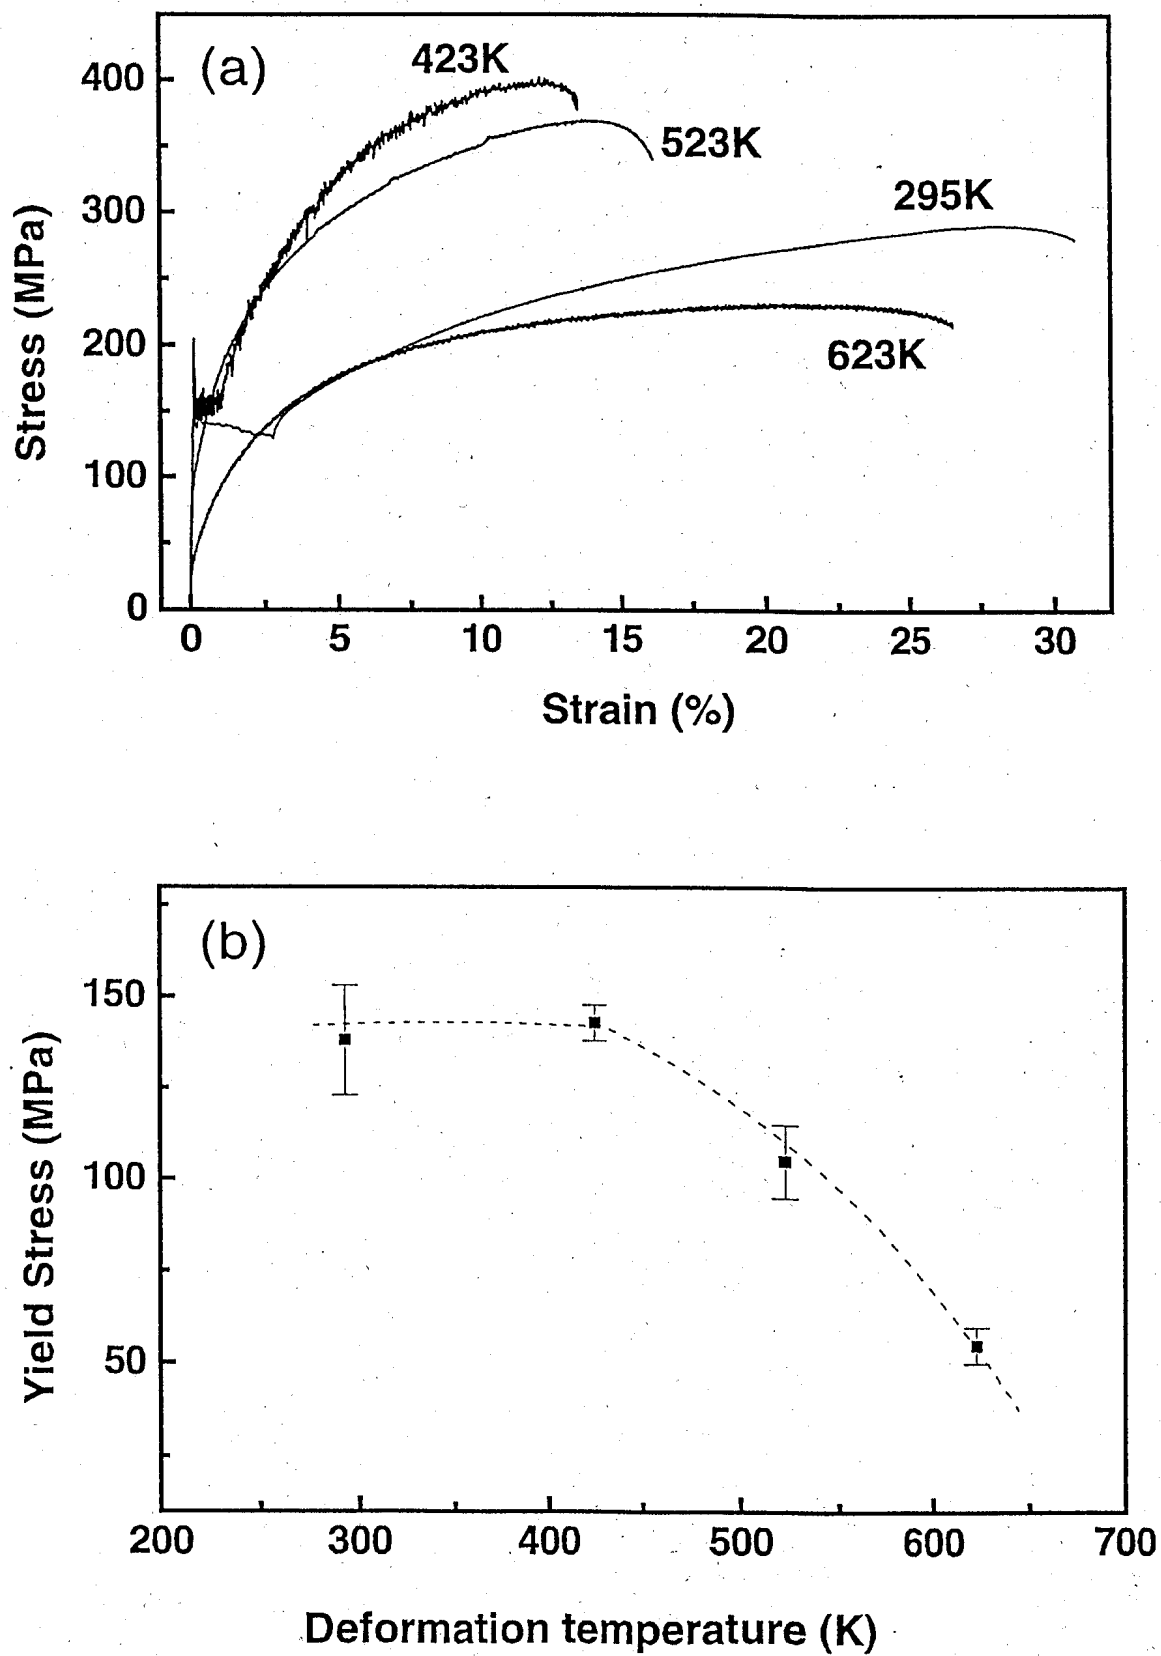 (a)
423K
523K
295K
623K
400
300
200
100
0
0 5 10 15 20 25 30
Stress (MPa)
Strain (%)
(b)
150
100
50
200 300 400 500 600 700
Yield Stress (MPa)
Deformation temperature (K)